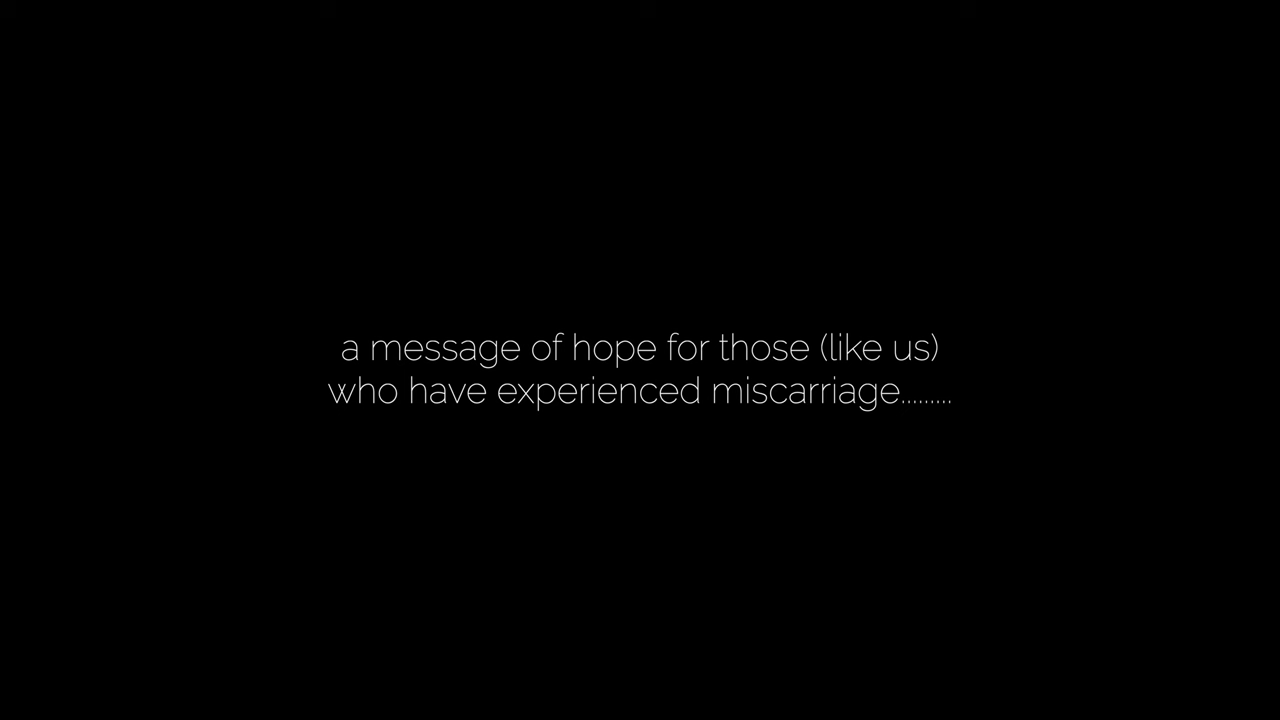 a message of hope for those (like us)
who have experienced miscarriage.........